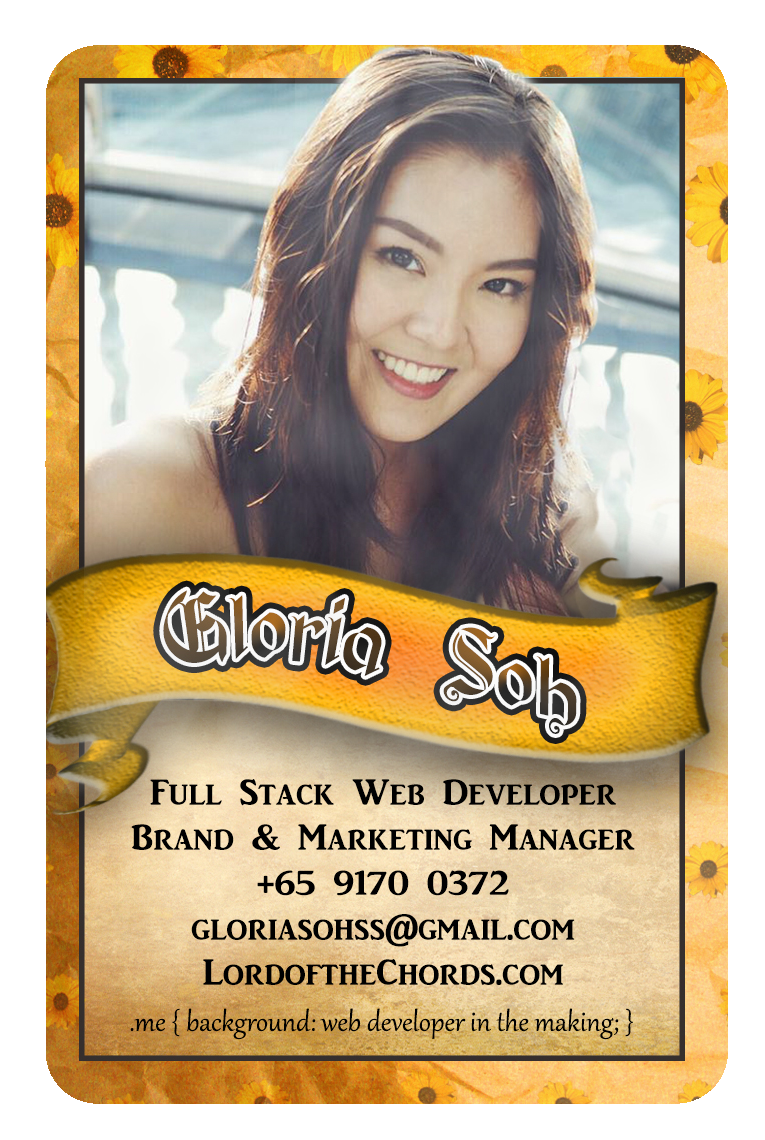 Gloria Soh
Full Stack Web Developer
Brand & Marketing Manager
+65 9170 0372
gloriasohss@gmail.com
LordoftheChords.com
.me { background: web developer in the making; }